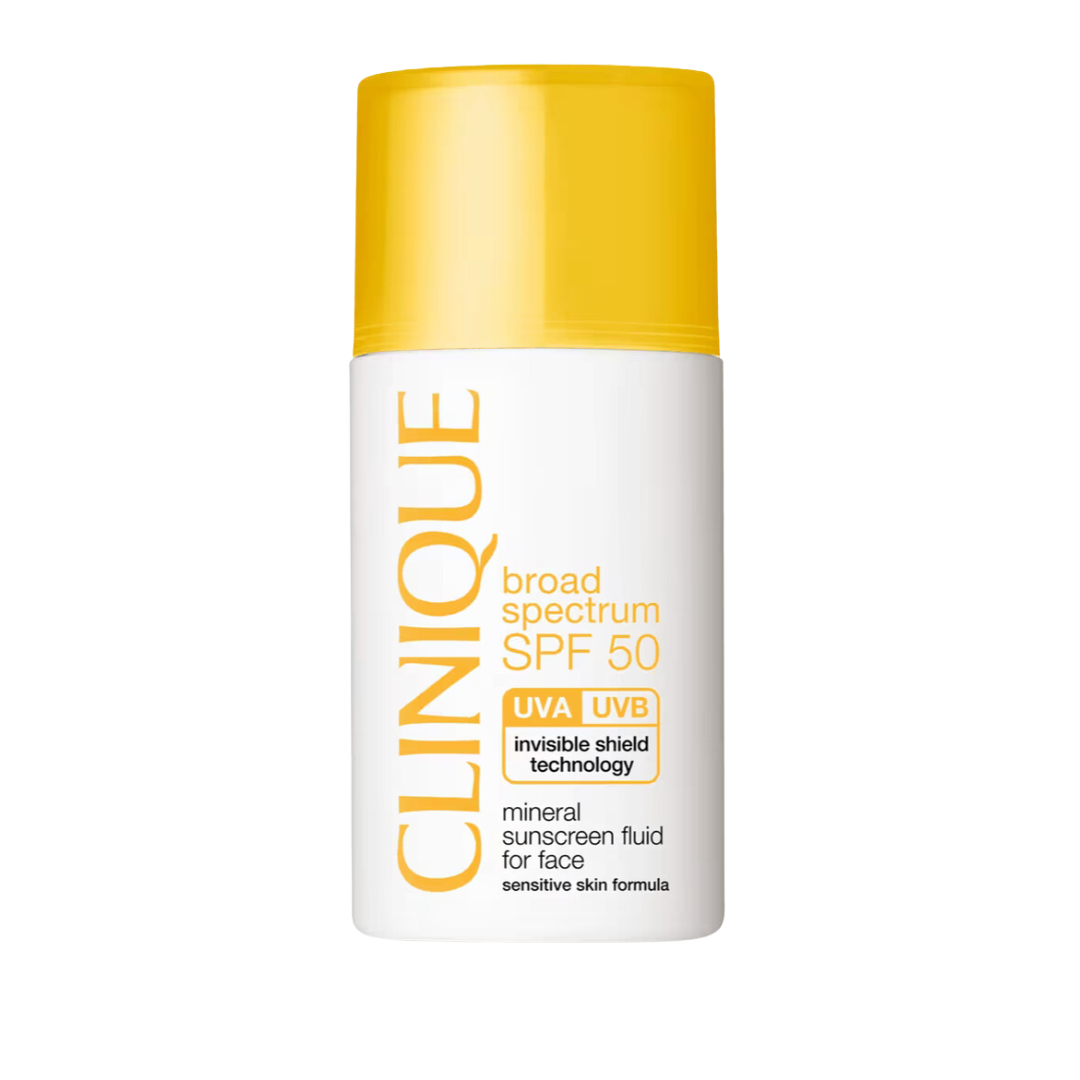 CLINIQUE
broad
spectrum
SPF 50
UVA UVB
invisible shield
technology
mineral
sunscreen fluid
for face
sensitive skin formula